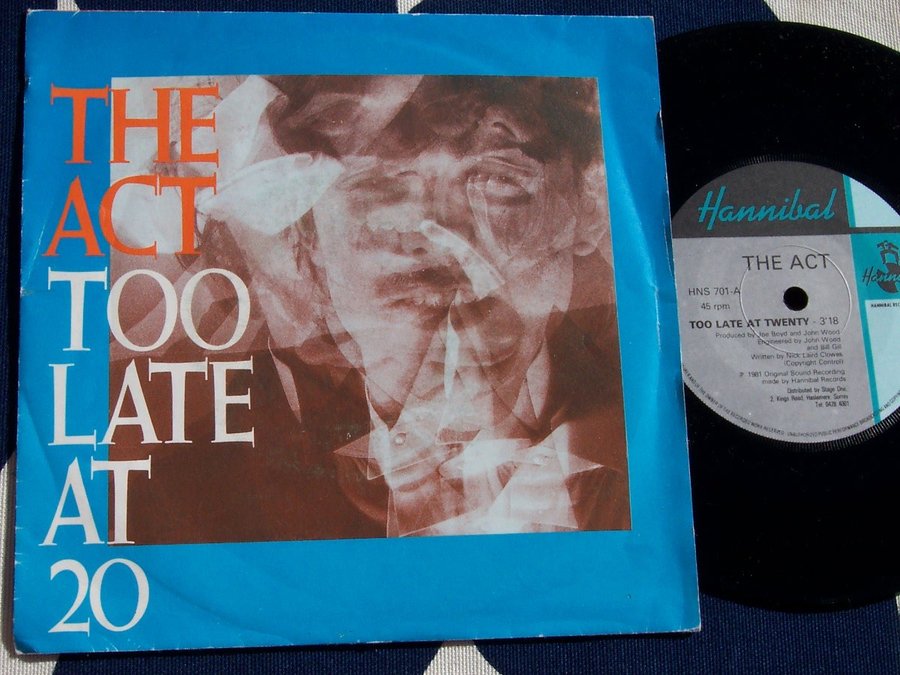 THE
ACT
TOO
LATE
AT
20
Hannibal
THE ACT
HNS 701-A
45 rpm
TOO LATE AT TWENTY - 3'18
Produced by Joe Boyd and John Wood
Engineered by John Wood
and Bill Gill
Written by Nick Laird Clowes
(Copyright Control)
℗ 1981 Original Sound Recording
made by Hannibal Records
Distributed by Stage One,
2, Kings Road, Haslemere, Surrey
HANNIBAL REC